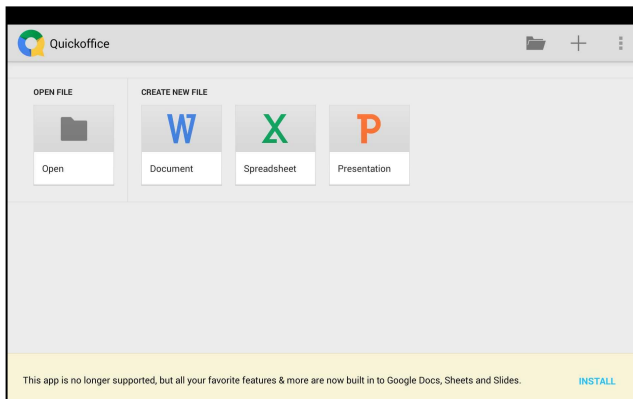 Quickoffice
OPEN FILE
CREATE NEW FILE
W
X
P
Open
Document
Spreadsheet
Presentation
This app is no longer supported, but all your favorite features & more are now built in to Google Docs, Sheets and Slides.
INSTALL